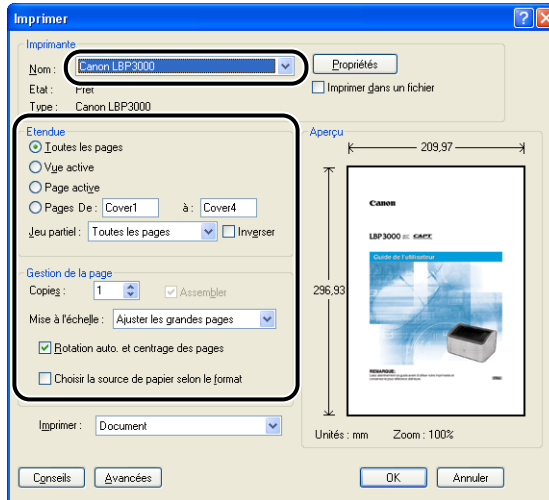 Imprimer
Imprimante
Nom : Canon LBP3000 Propriétés
Etat : Prêt Imprimer dans un fichier
Type : Canon LBP3000
Etendue
Toutes les pages
Vue active
Page active
Pages De : Cover1 à : Cover4
Jeu partiel : Toutes les pages Inverser
Gestion de la page
Copies : 1 Assembler
Mise à l'échelle : Ajuster les grandes pages
Rotation auto. et centrage des pages
Choisir la source de papier selon le format
Imprimer : Document
Aperçu
209,97
296,93
Canon
LBP3000 CAPT
Guide de l'utilisateur
REMARQUE:
Unités : mm Zoom : 100%
Conseils Avancées OK Annuler